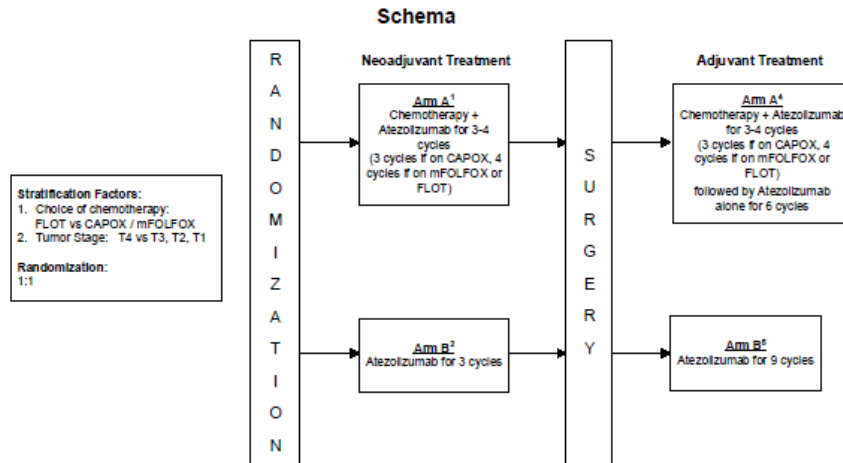 Schema
Stratification Factors:
1. Choice of chemotherapy:
FLOT vs CAPOX / mFOLFOX
2. Tumor Stage: T4 vs T3, T2, T1
Randomization:
1:1
R
A
N
D
O
M
I
Z
A
T
I
O
N
Neoadjuvant Treatment
Arm A¹
Chemotherapy +
Atezolizumab for 3-4
cycles
(3 cycles if on CAPOX, 4
cycles if on mFOLFOX or
FLOT)
Arm B²
Atezolizumab for 3 cycles
S
U
R
G
E
R
Y
Adjuvant Treatment
Arm A⁴
Chemotherapy + Atezolizumab
for 3-4 cycles
(3 cycles if on CAPOX, 4
cycles if on mFOLFOX or
FLOT)
followed by Atezolizumab
alone for 6 cycles
Arm B⁵
Atezolizumab for 9 cycles